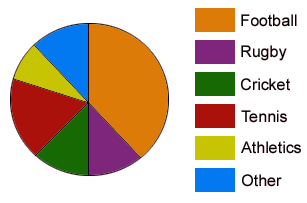 Football
Rugby
Cricket
Tennis
Athletics
Other